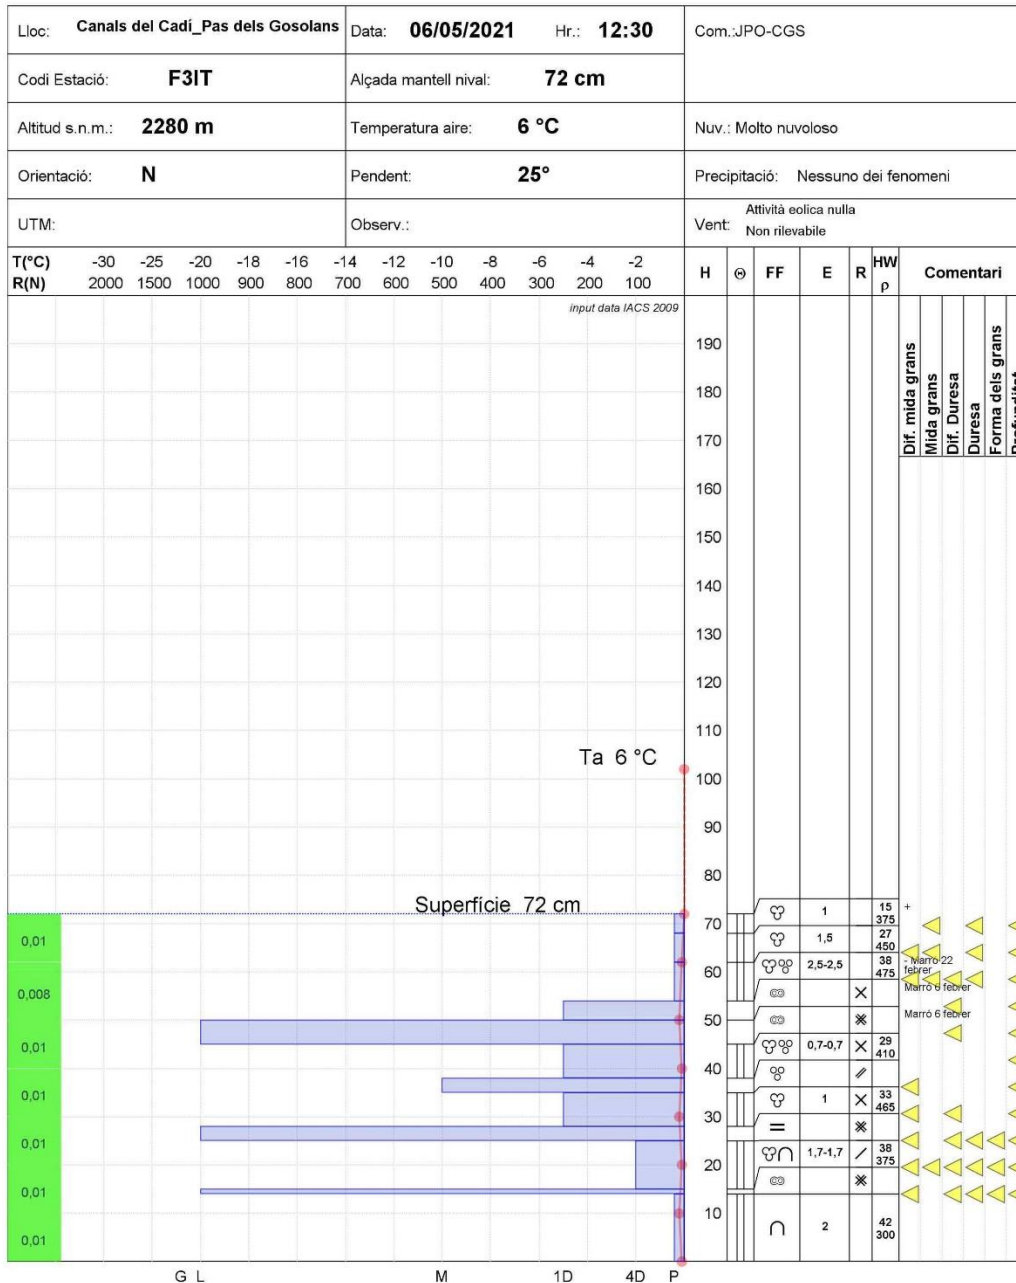 Lloc: Canals del Cadí_Pas dels Gosolans Data: 06/05/2021 Hr.: 12:30 Com.:JPO-CGS
Codi Estació: F3IT Alçada mantell nival: 72 cm
Altitud s.n.m.: 2280 m Temperatura aire: 6 °C Nuv.: Molto nuvoloso
Orientació: N Pendent: 25° Precipitació: Nessuno dei fenomeni
UTM: Observ.: Vent: Attività eolica nulla
Non rilevabile
T(°C) -30 -25 -20 -18 -16 -14 -12 -10 -8 -6 -4 -2 H FF E R HW Comentari
R(N) 2000 1500 1000 900 800 700 600 500 400 300 200 100 ρ
input data IACS 2009
Dif. mida grans
Mida grans
Dif. Duresa
Duresa
Forma dels grans
190
180
170
160
150
140
130
120
110
Ta 6 °C
100
90
80
Superfície 72 cm
1 15 +
70 375
0,01 1,5 27
450
60 2,5-2,5 38 - Marró 22
475 febrer
0,008 Marró 6 febrer
50 Marró 6 febrer
0,01 0,7-0,7 29
410
40
0,01 1 33
465
30
0,01 1,7-1,7 38
375
20
0,01
10
2 42
300
0,01
G L M 1D 4D P